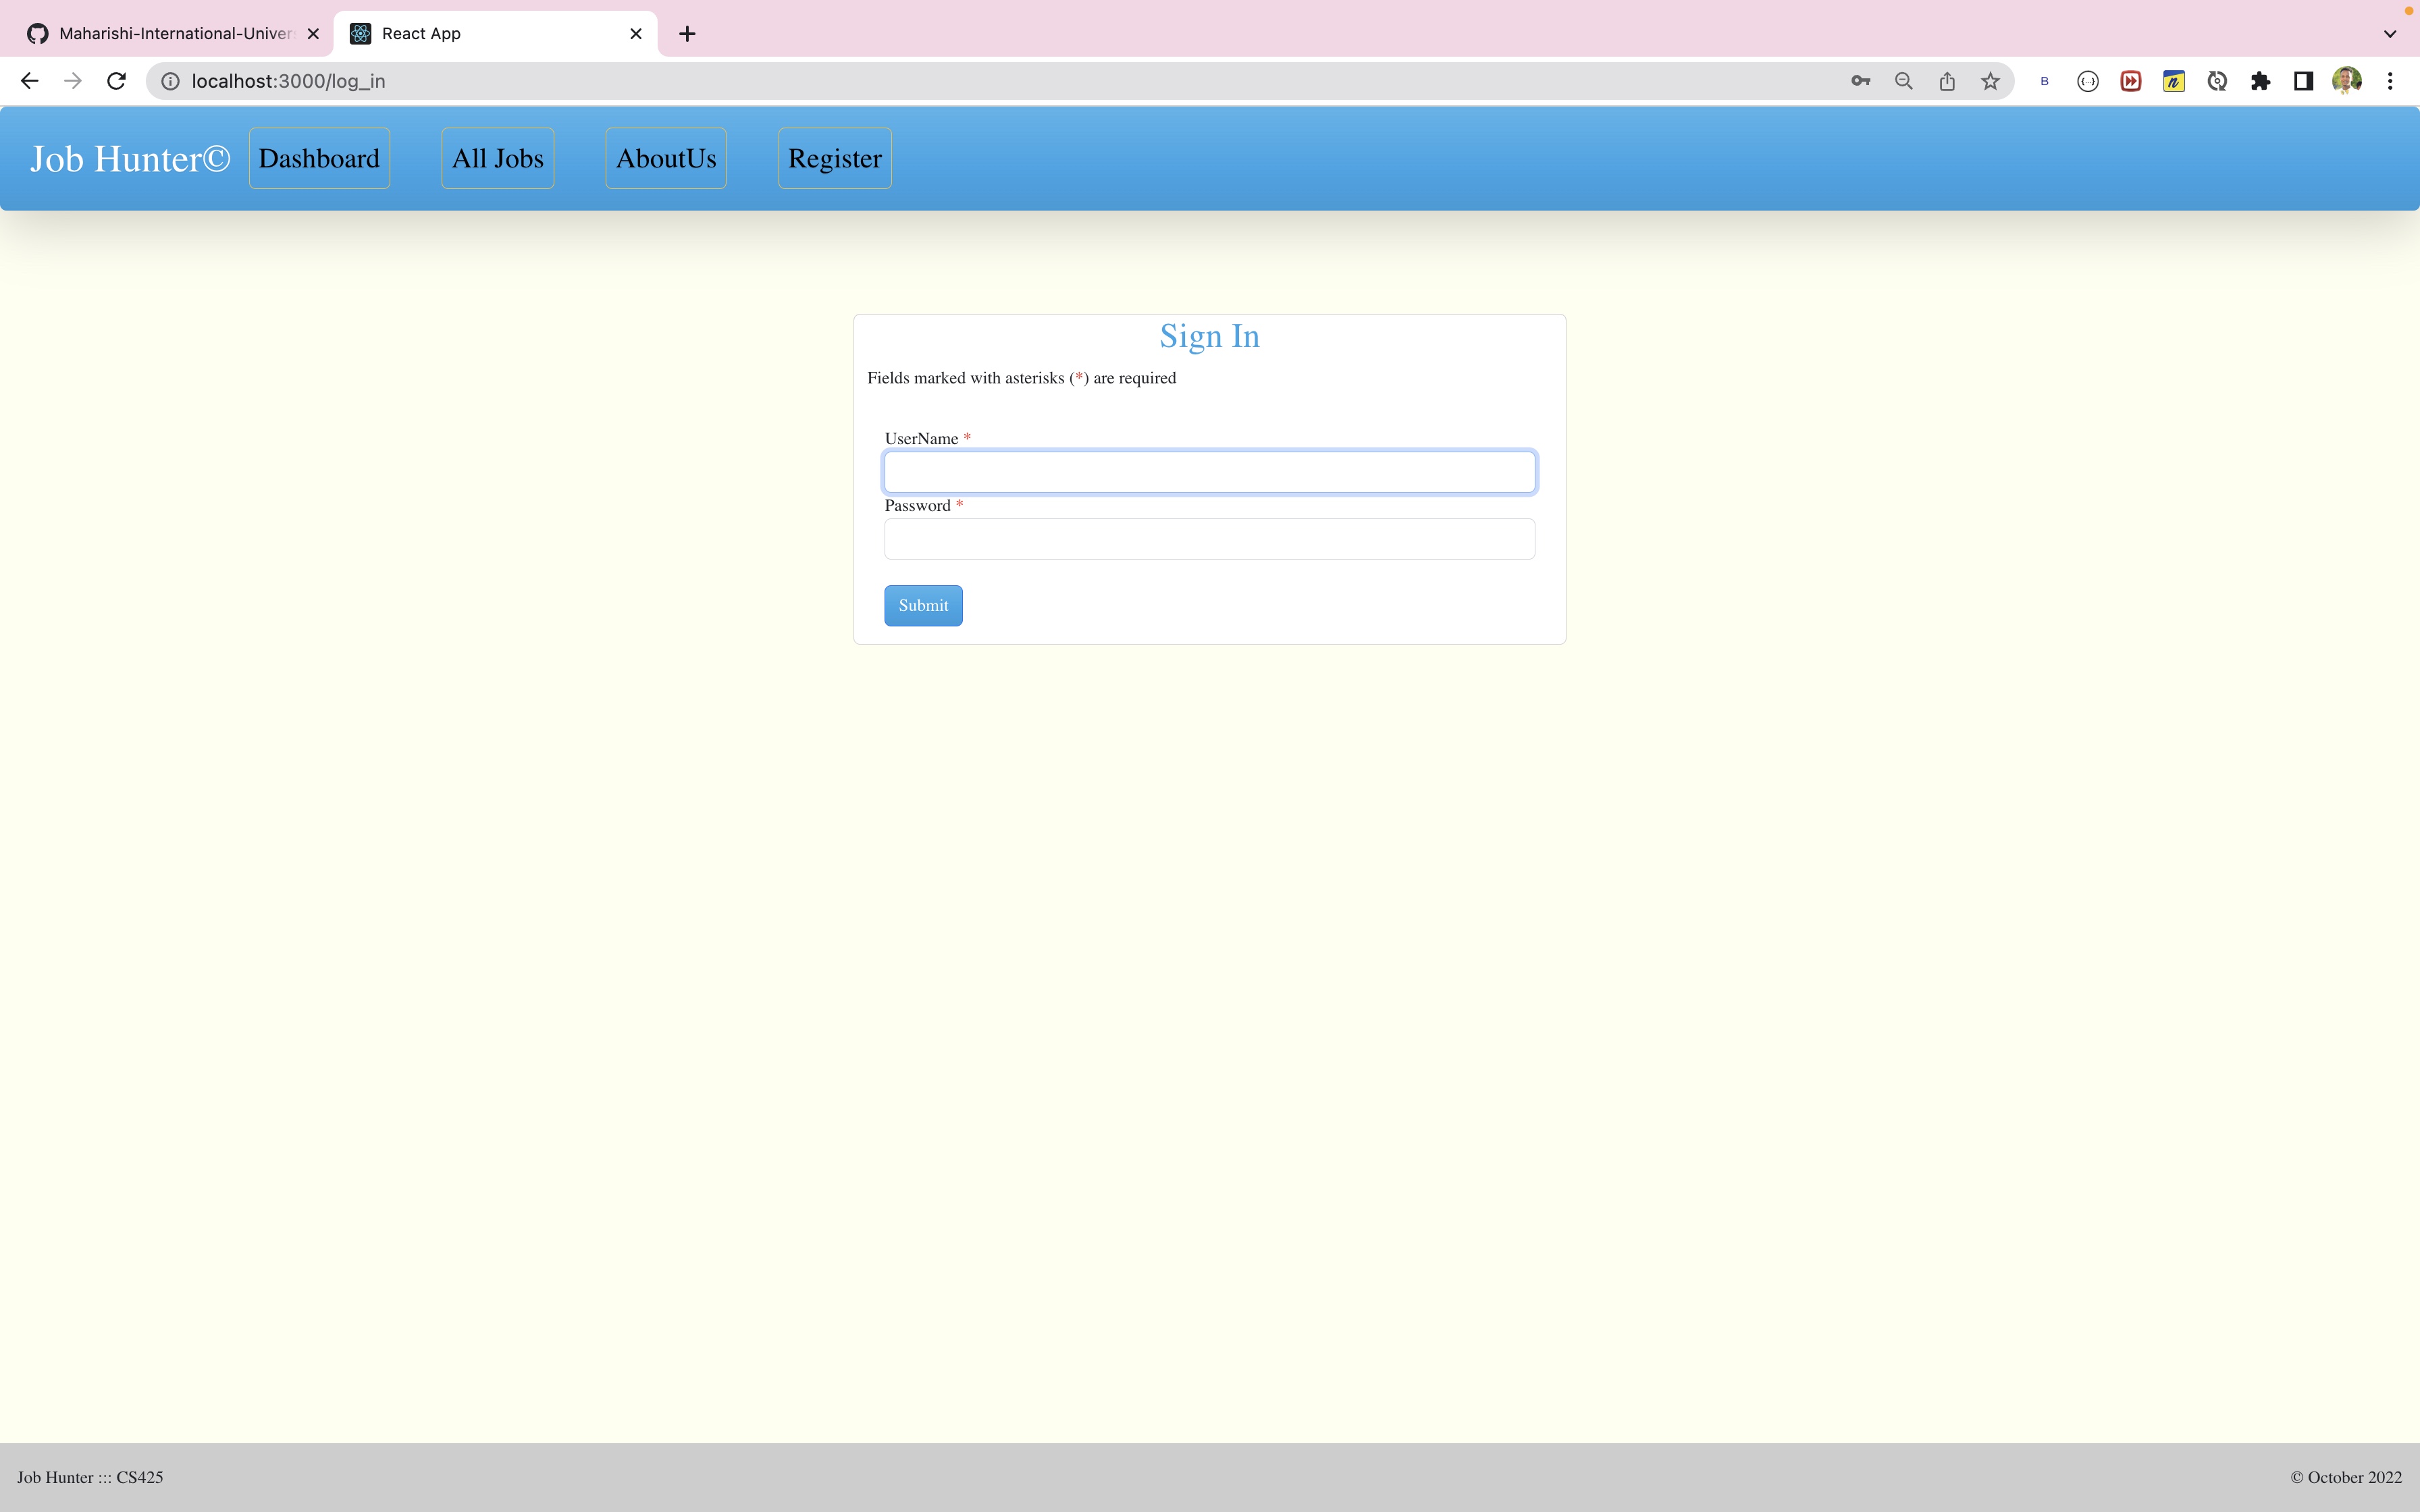 Maharishi-International-Univer
React App
localhost:3000/log_in
B
Job Hunter© Dashboard All Jobs AboutUs Register
Sign In
Fields marked with asterisks (*) are required
UserName *
Password *
Submit
Job Hunter ::: CS425
© October 2022